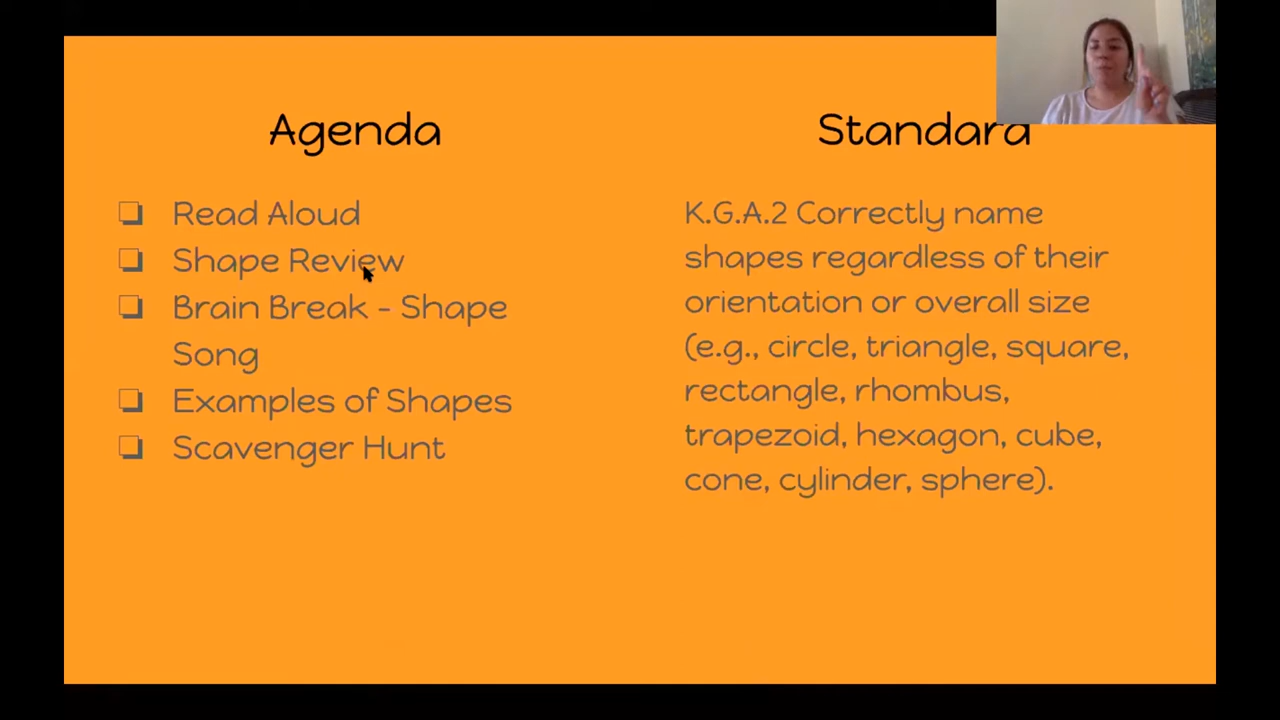 Agenda
Read Aloud
Shape Review
Brain Break - Shape
Song
Examples of Shapes
Scavenger Hunt
Standard
K.G.A.2 Correctly name
shapes regardless of their
orientation or overall size
(e.g., circle, triangle, square,
rectangle, rhombus,
trapezoid, hexagon, cube,
cone, cylinder, sphere).